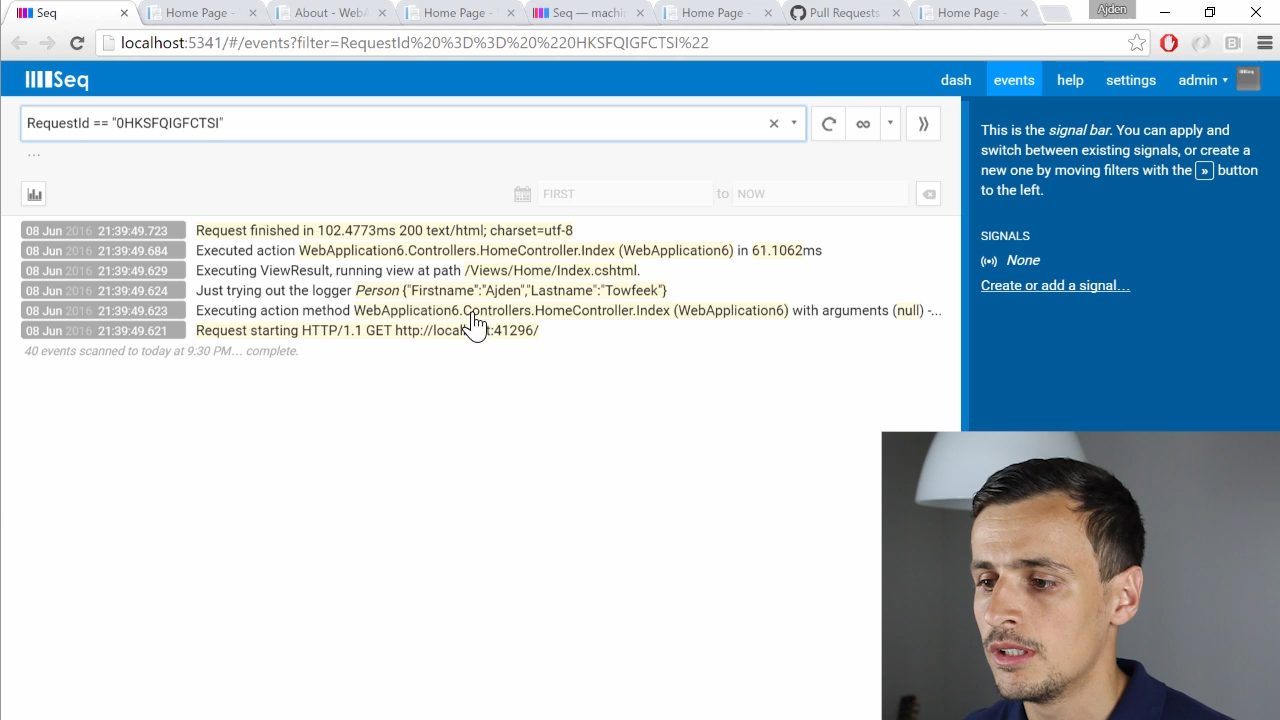 Seq
Home Page -
About - WebA
Home Page -
Seq — machin
Home Page -
Pull Requests
Home Page -
Ajden
localhost:5341/#/events?filter=RequestId%20%3D%3D%20%220HKSFQIGFCTSI%22
Seq
dash events help settings admin
RequestId == "0HKSFQIGFCTSI"
...
FIRST to NOW
08 Jun 2016 21:39:49.723 Request finished in 102.4773ms 200 text/html; charset=utf-8
08 Jun 2016 21:39:49.684 Executed action WebApplication6.Controllers.HomeController.Index (WebApplication6) in 61.1062ms
08 Jun 2016 21:39:49.629 Executing ViewResult, running view at path /Views/Home/Index.cshtml.
08 Jun 2016 21:39:49.624 Just trying out the logger Person {"Firstname":"Ajden","Lastname":"Towfeek"}
08 Jun 2016 21:39:49.623 Executing action method WebApplication6.Controllers.HomeController.Index (WebApplication6) with arguments (null) -...
08 Jun 2016 21:39:49.621 Request starting HTTP/1.1 GET http://local :41296/
40 events scanned to today at 9:30 PM... complete.
This is the signal bar. You can apply and
switch between existing signals, or create a
new one by moving filters with the » button
to the left.
SIGNALS
None
Create or add a signal...